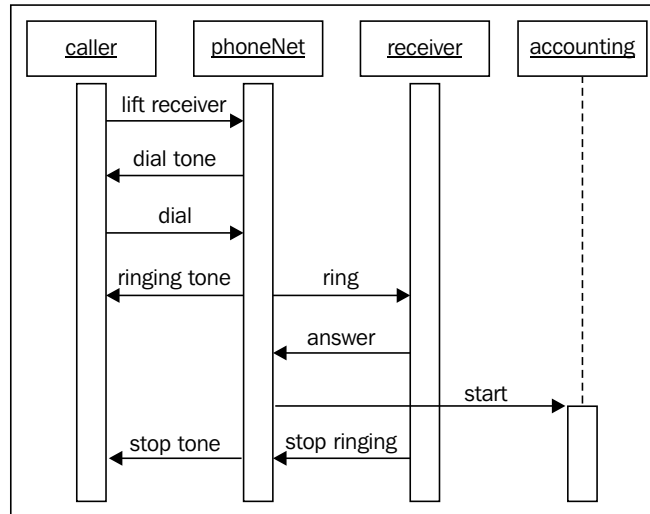 caller phoneNet receiver accounting
lift receiver
dial tone
dial
ringing tone ring
answer
start
stop tone stop ringing